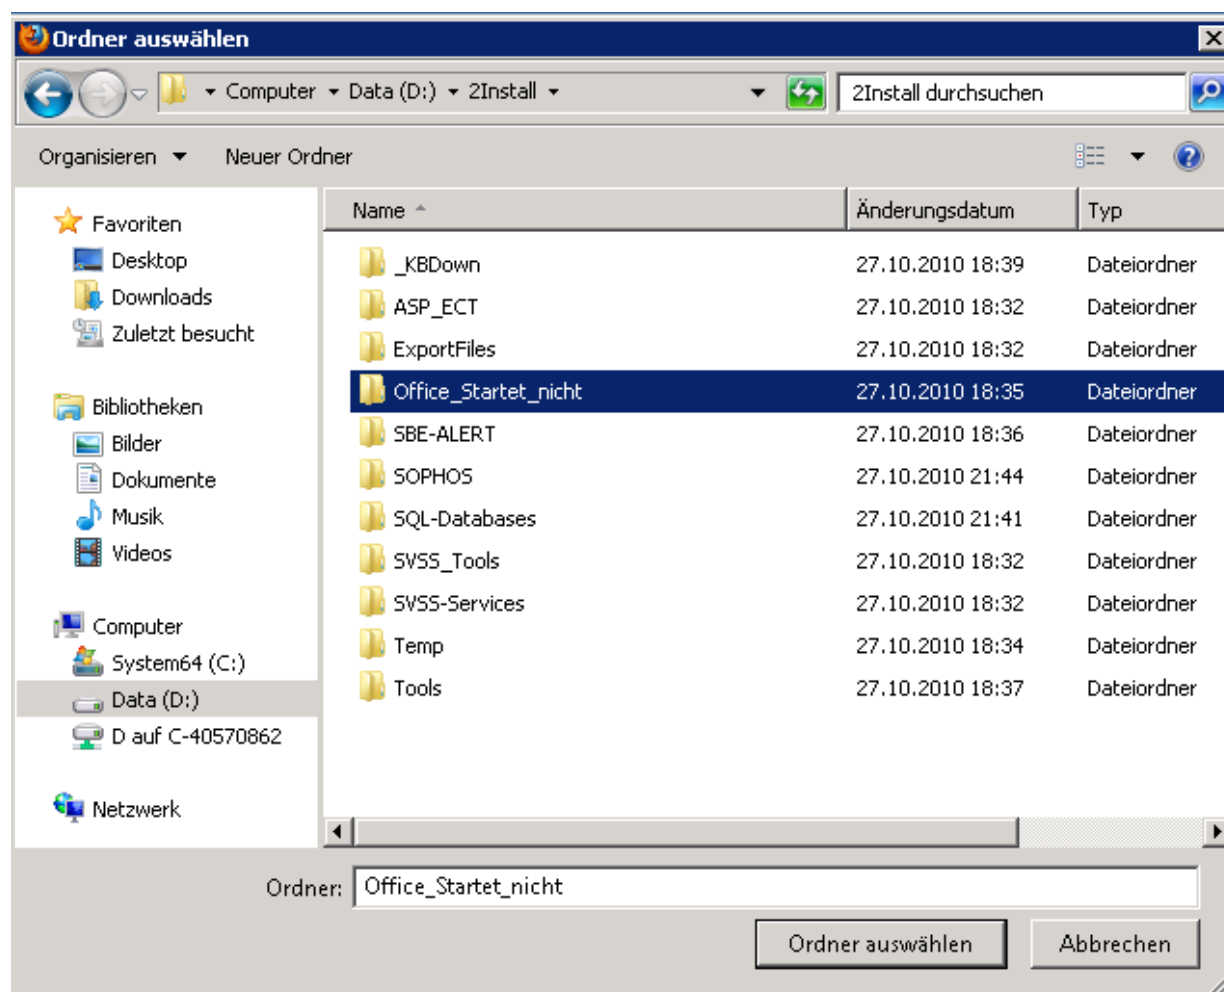 Ordner auswählen
Computer Data (D:) 2Install
2Install durchsuchen
Organisieren Neuer Ordner
Favoriten
Desktop
Downloads
Zuletzt besucht
Bibliotheken
Bilder
Dokumente
Musik
Videos
Computer
System64 (C:)
Data (D:)
D auf C-40570862
Netzwerk
Name Änderungsdatum Typ
_KBDown 27.10.2010 18:39 Dateiordner
ASP_ECT 27.10.2010 18:32 Dateiordner
ExportFiles 27.10.2010 18:32 Dateiordner
Office_Startet_nicht 27.10.2010 18:35 Dateiordner
SBE-ALERT 27.10.2010 18:36 Dateiordner
SOPHOS 27.10.2010 21:44 Dateiordner
SQL-Databases 27.10.2010 21:41 Dateiordner
SVSS_Tools 27.10.2010 18:32 Dateiordner
SVSS-Services 27.10.2010 18:32 Dateiordner
Temp 27.10.2010 18:34 Dateiordner
Tools 27.10.2010 18:37 Dateiordner
Ordner: Office_Startet_nicht
Ordner auswählen Abbrechen